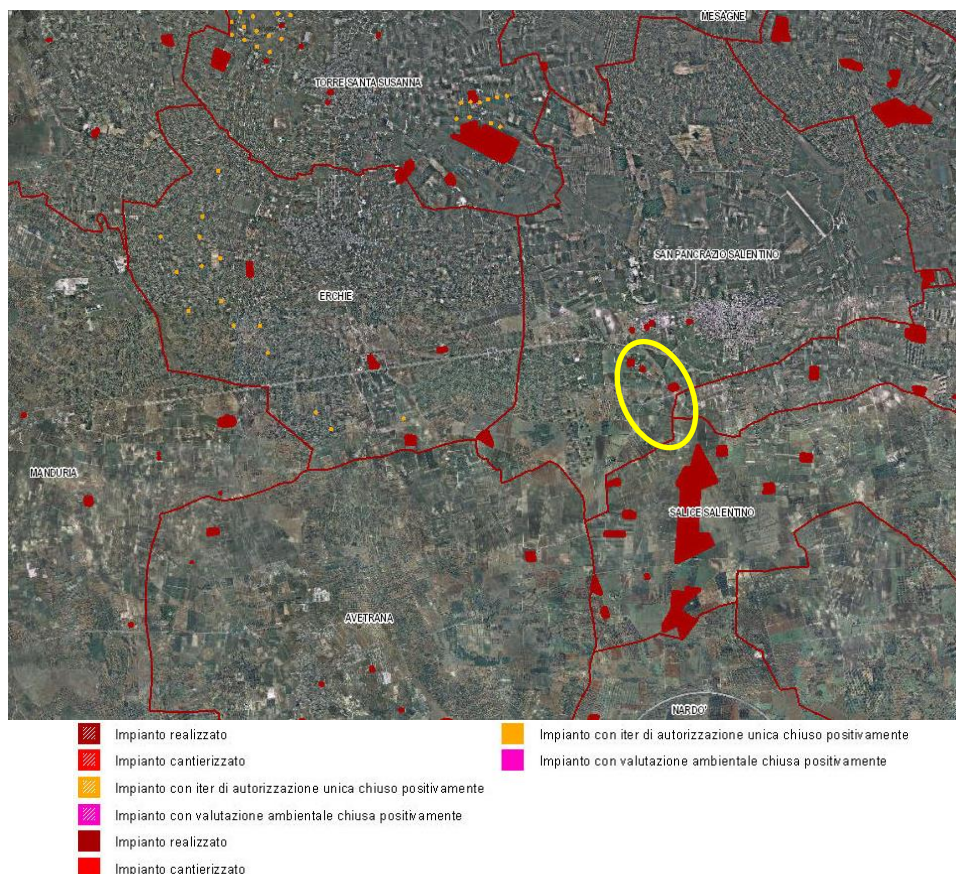 MESAGNE
TORRE SANTA SUSANNA
SAN PANCRAZIO SALENTINO
ERCHIE
MANDURIA
SALICE SALENTINO
AVETRANA
NARDO'
Impianto realizzato
Impianto cantierizzato
Impianto con iter di autorizzazione unica chiuso positivamente
Impianto con valutazione ambientale chiusa positivamente
Impianto realizzato
Impianto cantierizzato
Impianto con iter di autorizzazione unica chiuso positivamente
Impianto con valutazione ambientale chiusa positivamente